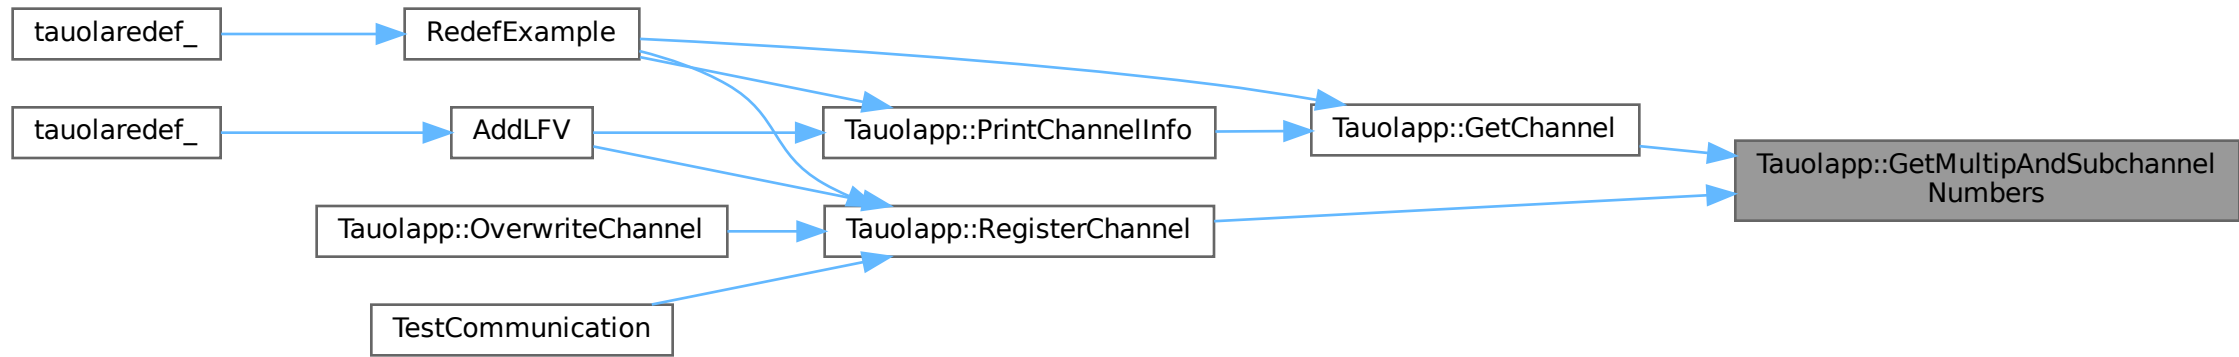 tauolaredef_
RedefExample
tauolaredef_
AddLFV
Tauolapp::PrintChannelInfo
Tauolapp::GetChannel
Tauolapp::GetMultipAndSubchannel
Numbers
Tauolapp::OverwriteChannel
Tauolapp::RegisterChannel
TestCommunication